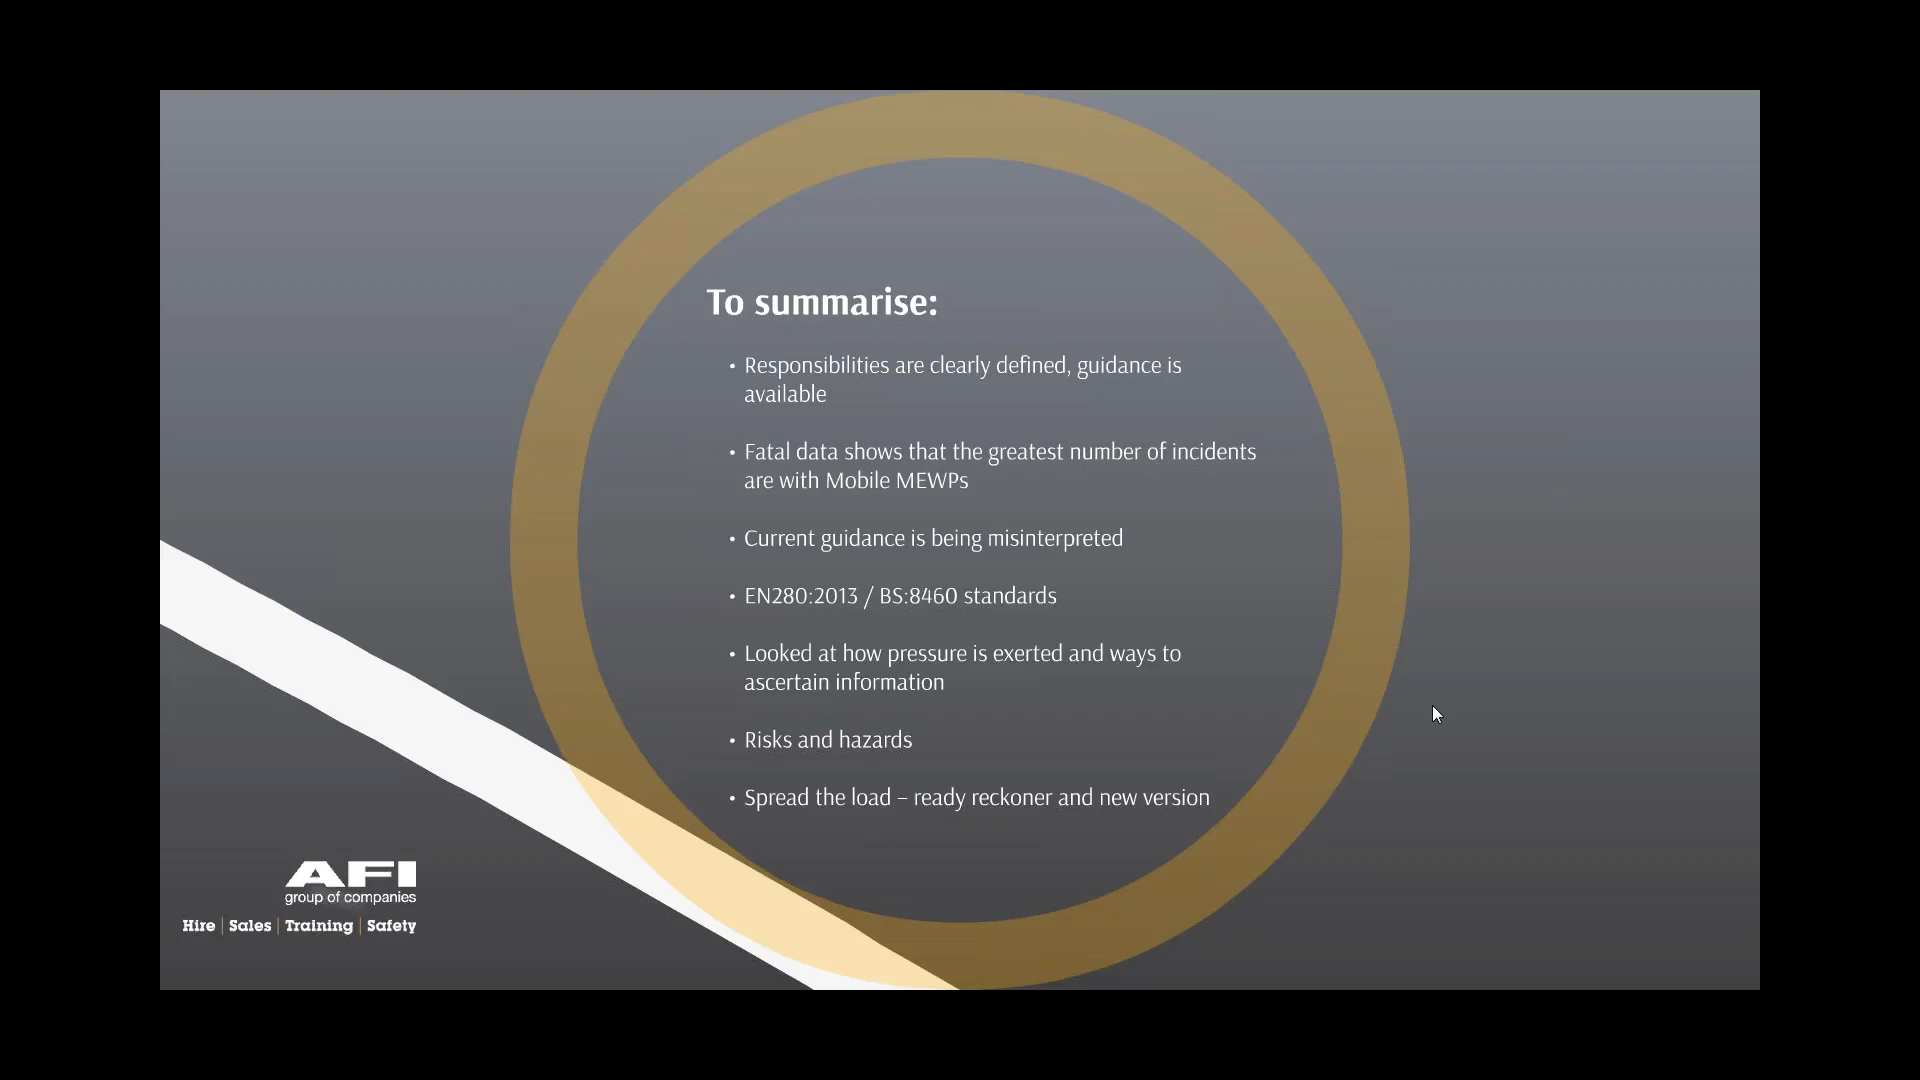 To summarise:
• Responsibilities are clearly defined, guidance is
available
• Fatal data shows that the greatest number of incidents
are with Mobile MEWPs
• Current guidance is being misinterpreted
• EN280:2013 / BS:8460 standards
• Looked at how pressure is exerted and ways to
ascertain information
• Risks and hazards
• Spread the load – ready reckoner and new version
AFI
group of companies
Hire | Sales | Training | Safety